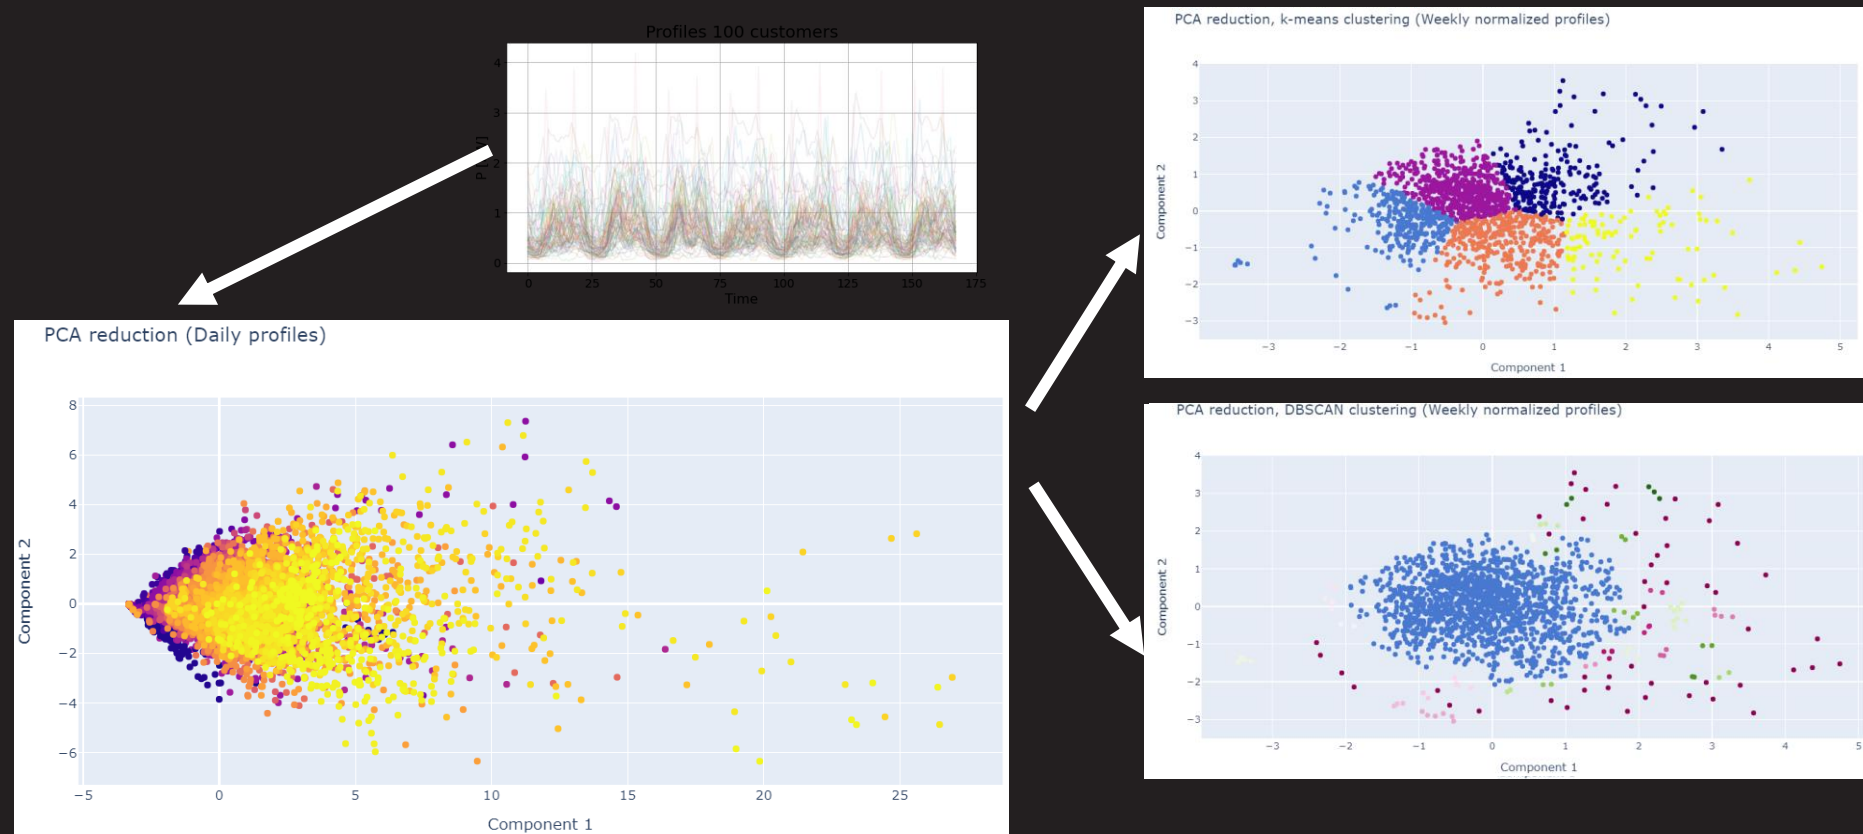 Profiles 100 customers
4
3
2
1
0
0 25 50 75 100 125 150 175
Time
PCA reduction (Daily profiles)
8
6
4
2
0
−2
−4
−6
−5 0 5 10 15 20 25
Component 1
Component 2
PCA reduction, k-means clustering (Weekly normalized profiles)
4
3
2
1
0
−1
−2
−3
−3 −2 −1 0 1 2 3 4 5
Component 1
Component 2
PCA reduction, DBSCAN clustering (Weekly normalized profiles)
4
3
2
1
0
−1
−2
−3
−3 −2 −1 0 1 2 3 4 5
Component 1
Component 2